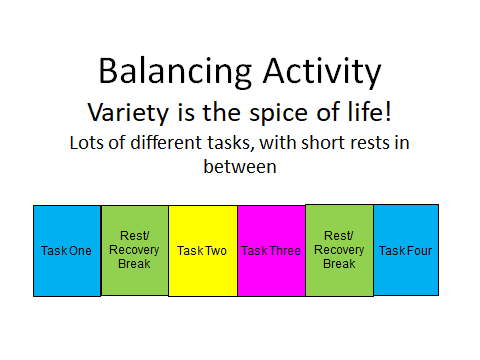 Balancing Activity
Variety is the spice of life!
Lots of different tasks, with short rests in
between
Task One
Rest/
Recovery
Break
Task Two
Task Three
Rest/
Recovery
Break
Task Four